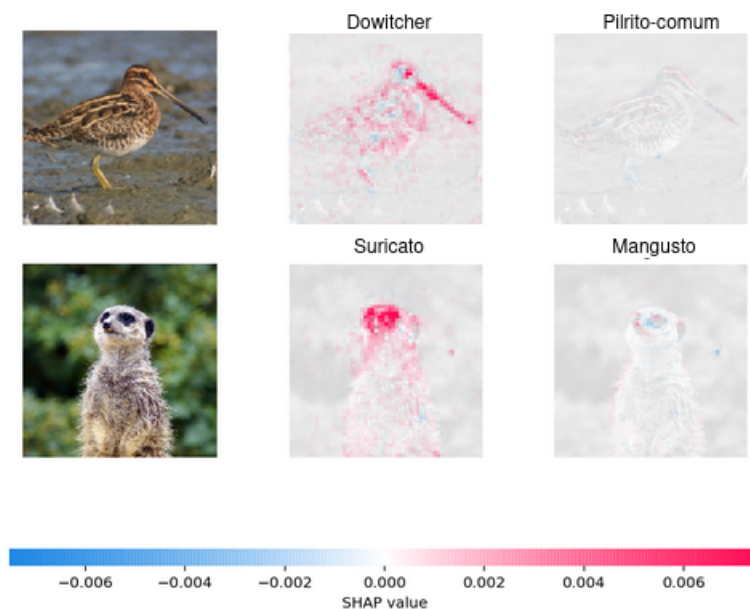 Dowitcher
Pilrito-comum
Suricato
Mangusto
−0.006 −0.004 −0.002 0.000 0.002 0.004 0.006
SHAP value